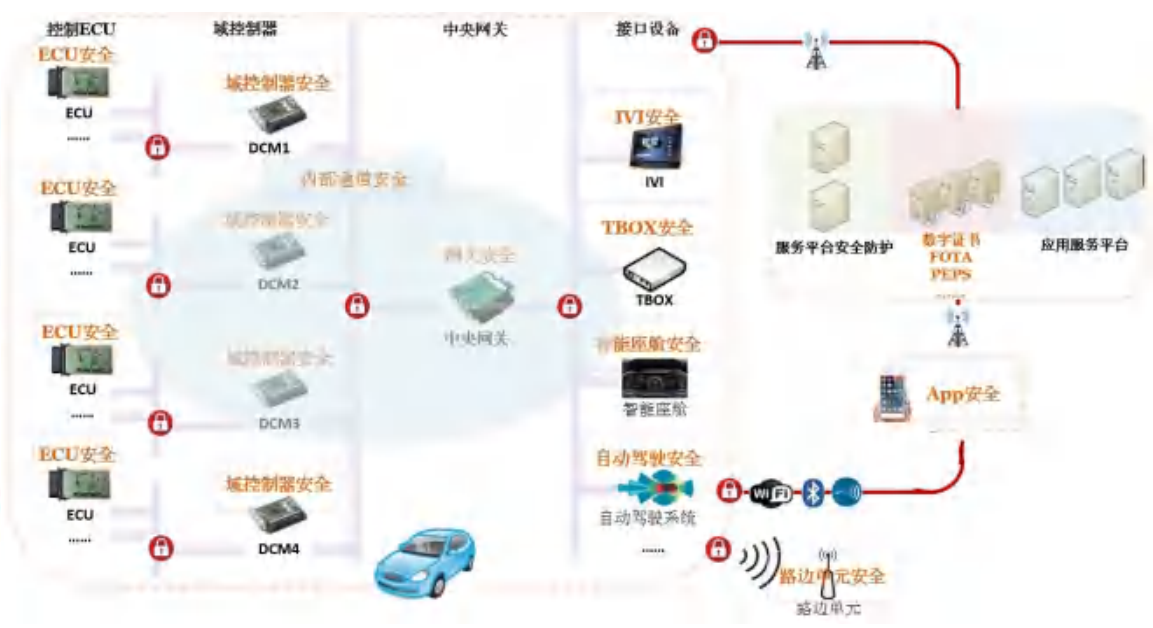 控制ECU
域控制器
中央网关
接口设备
ECU安全
ECU
......
ECU安全
ECU
ECU安全
ECU
......
ECU安全
ECU
......
域控制器安全
DCM1
内部通信安全
域控制器安全
DCM2
域控制器安全
DCM3
域控制器安全
DCM4
网关安全
中央网关
IVI安全
IVI
TBOX安全
TBOX
智能座舱安全
智能座舱
自动驾驶安全
自动驾驶系统
......
服务平台安全防护
数字证书
FOTA
PEPS
......
应用服务平台
App安全
WiFi
路边单元安全
路边单元